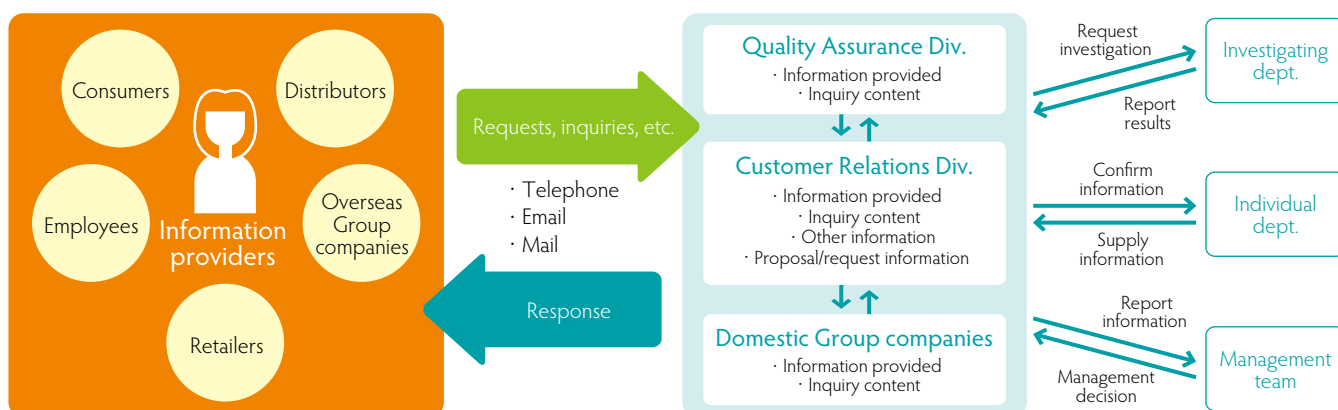 Consumers
Distributors
Employees
Information
providers
Overseas
Group
companies
Retailers
Requests, inquiries, etc.
· Telephone
· Email
· Mail
Response
Quality Assurance Div.
· Information provided
· Inquiry content
Customer Relations Div.
· Information provided
· Inquiry content
· Other information
· Proposal/request information
Domestic Group companies
· Information provided
· Inquiry content
Request
investigation
Report
results
Investigating
dept.
Confirm
information
Supply
information
Individual
dept.
Report
information
Management
decision
Management
team